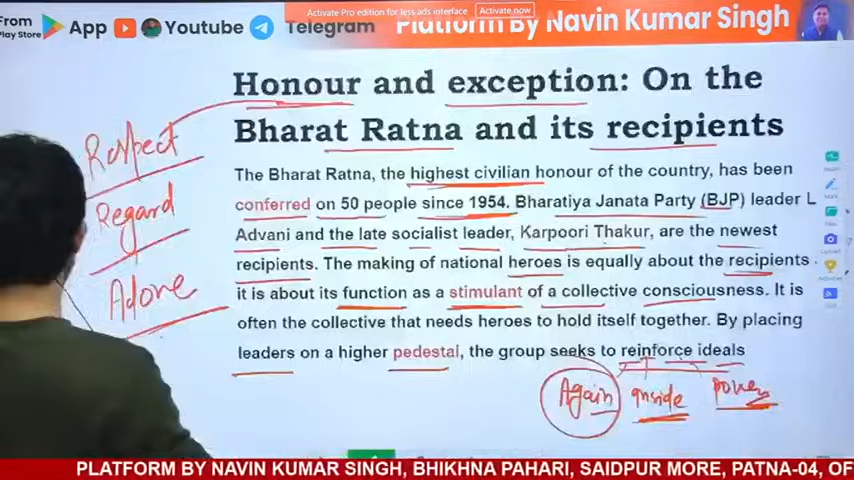 From
Play Store
App
Youtube
Telegram
Activate Pro edition for less ads interface
Activate now
Platform By Navin Kumar Singh
Honour and exception: On the
Bharat Ratna and its recipients
The Bharat Ratna, the highest civilian honour of the country, has been
conferred on 50 people since 1954. Bharatiya Janata Party (BJP) leader L
Advani and the late socialist leader, Karpoori Thakur, are the newest
recipients. The making of national heroes is equally about the recipients
it is about its function as a stimulant of a collective consciousness. It is
often the collective that needs heroes to hold itself together. By placing
leaders on a higher pedestal, the group seeks to reinforce ideals
Respect
Regard
Adore
Again inside power
PLATFORM BY NAVIN KUMAR SINGH, BHIKHNA PAHARI, SAIDPUR MORE, PATNA-04, OF